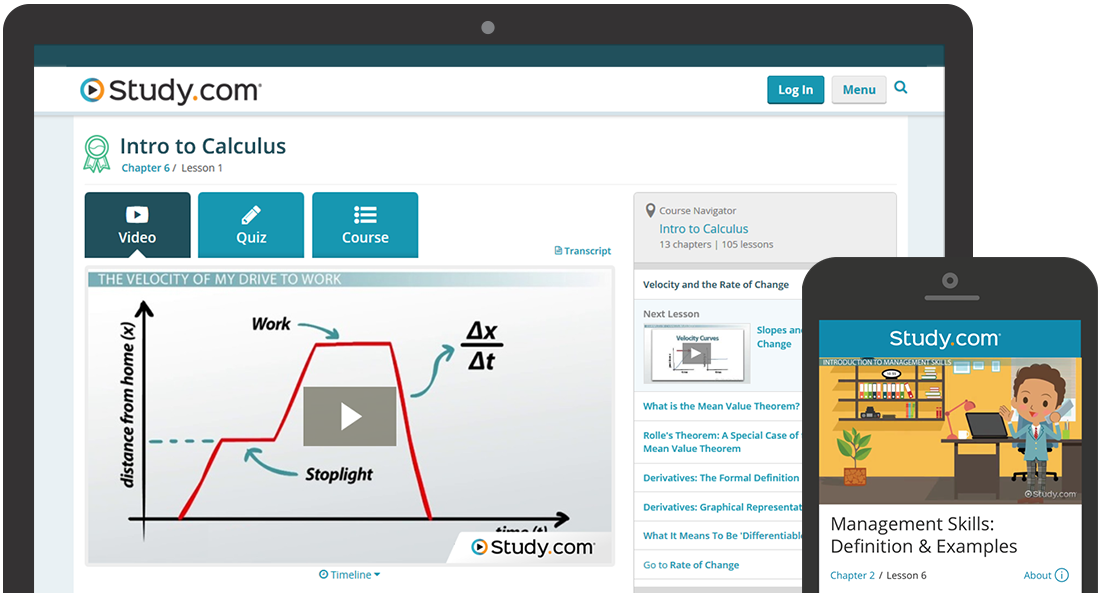 Study.com
Log In
Menu
Intro to Calculus
Chapter 6 / Lesson 1
Video
Quiz
Course
Transcript
THE VELOCITY OF MY DRIVE TO WORK
distance from home (x)
Work
Δx
Δt
Stoplight
time (t)
Study.com
Timeline
Course Navigator
Intro to Calculus
13 chapters | 105 lessons
Velocity and the Rate of Change
Next Lesson
Velocity Curves
Slopes and
Change
What is the Mean Value Theorem?
Rolle's Theorem: A Special Case of
Mean Value Theorem
Derivatives: The Formal Definition
Derivatives: Graphical Representat
What It Means To Be 'Differentiable
Go to Rate of Change
Study.com
INTRODUCTION TO MANAGEMENT SKILLS
Study.com
Management Skills:
Definition & Examples
Chapter 2 / Lesson 6
About